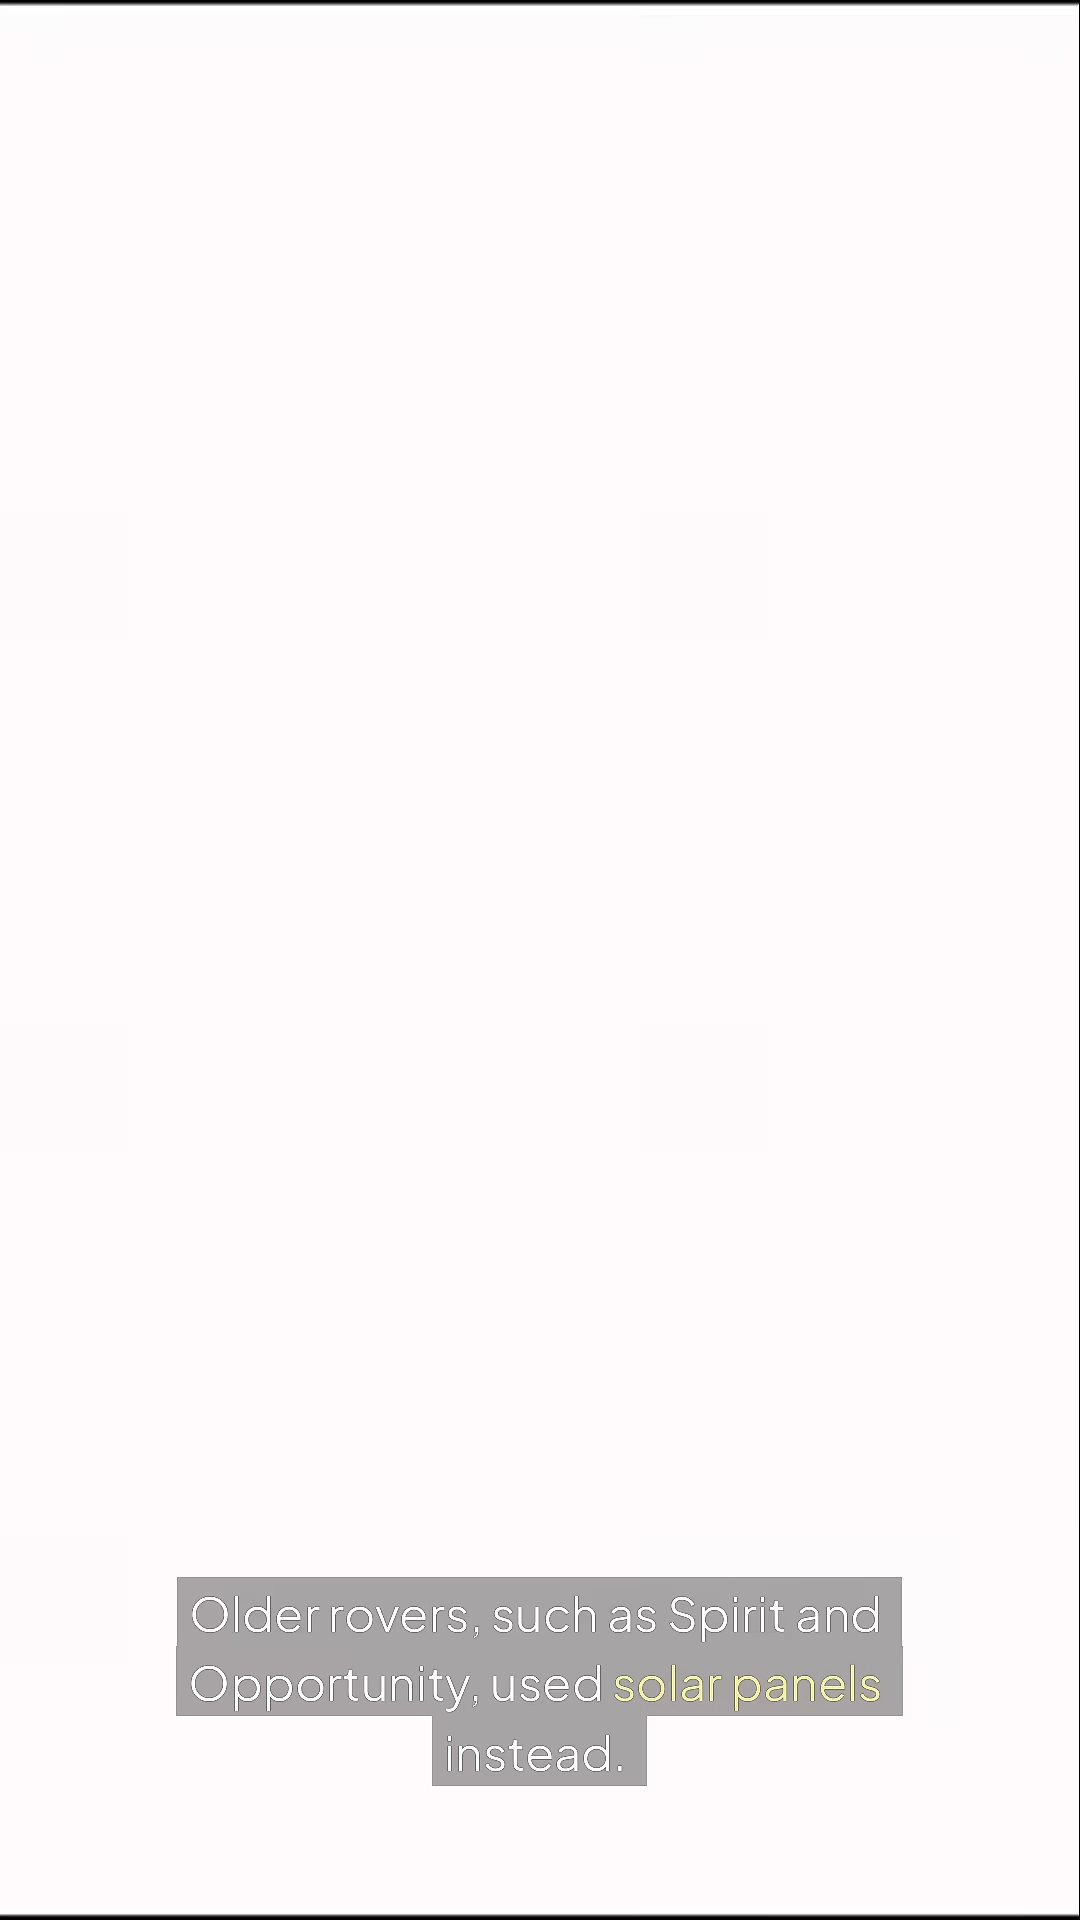 Older rovers, such as Spirit and
Opportunity, used solar panels
instead.